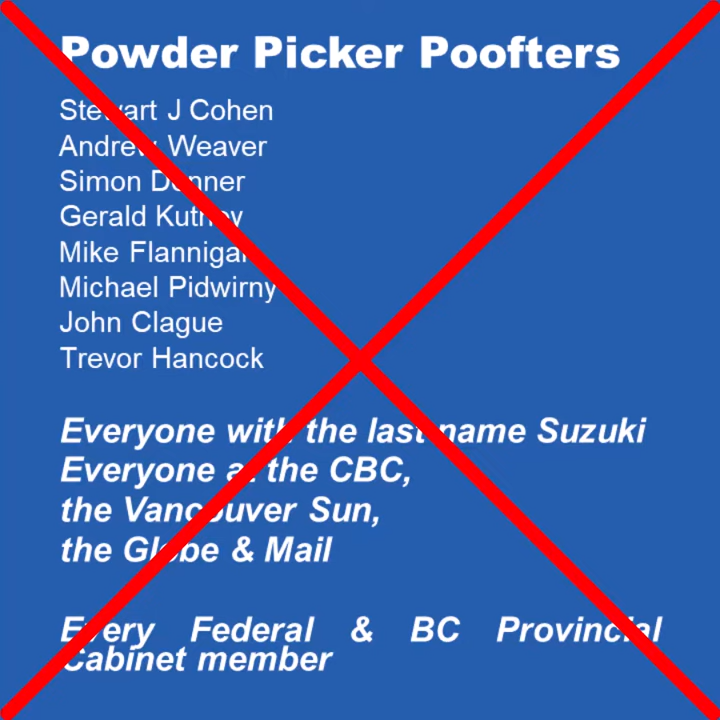 Powder Picker Poofters
Stewart J Cohen
Andrew Weaver
Simon Donner
Gerald Kutney
Mike Flannigan
Michael Pidwirny
John Clague
Trevor Hancock
Everyone with the last name Suzuki
Everyone at the CBC,
the Vancouver Sun,
the Globe & Mail
Every Federal & BC Provincial
Cabinet member